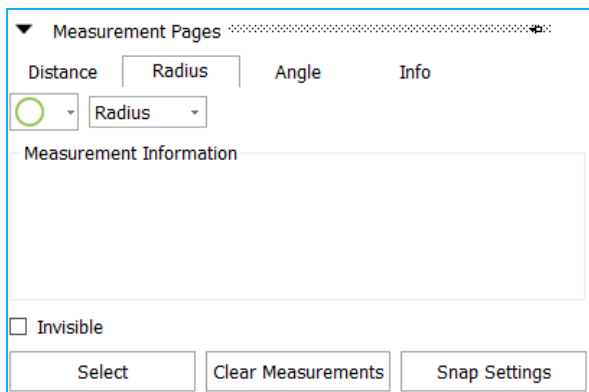 Measurement Pages
Distance Radius Angle Info
Radius
Measurement Information
Invisible
Select Clear Measurements Snap Settings